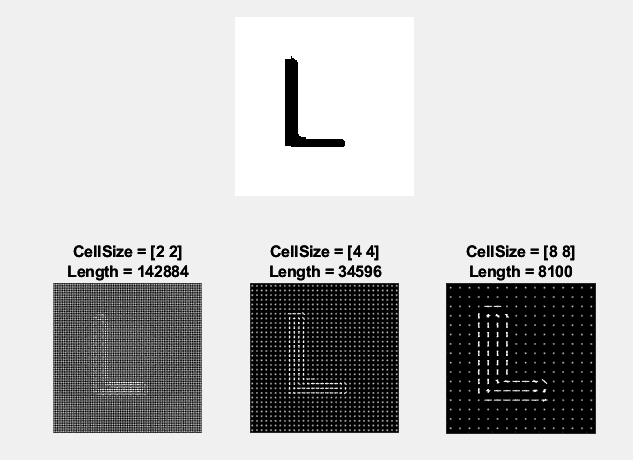 L
CellSize = [2 2]
Length = 142884
CellSize = [4 4]
Length = 34596
CellSize = [8 8]
Length = 8100